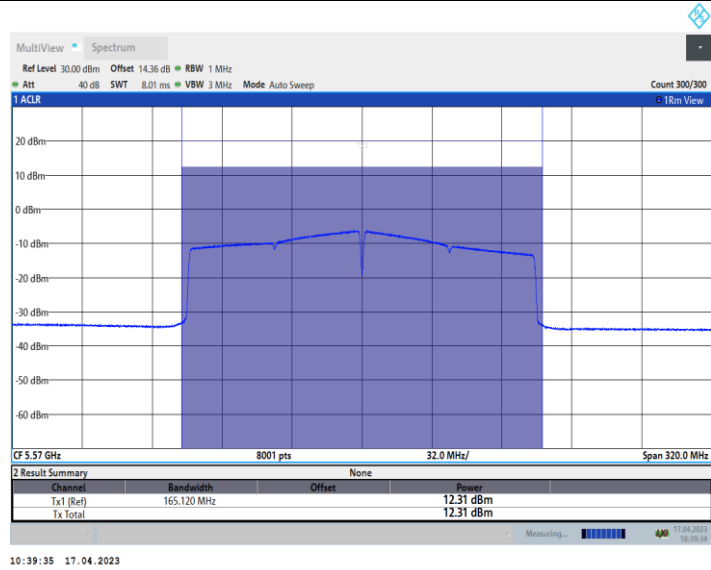 MultiView Spectrum
Ref Level 30.00 dBm Offset 14.36 dB RBW 1 MHz
Att 40 dB SWT 8.01 ms VBW 3 MHz Mode Auto Sweep Count 300/300
1 ACLR 1Rm View
20 dBm
10 dBm
0 dBm
-10 dBm
-20 dBm
-30 dBm
-40 dBm
-50 dBm
-60 dBm
CF 5.57 GHz 8001 pts 32.0 MHz/ Span 320.0 MHz
2 Result Summary None
Channel Bandwidth Offset Power
Tx1 (Ref) 165.120 MHz 12.31 dBm
Tx Total 12.31 dBm
Measuring... 17.04.2023
10:39:34
10:39:35 17.04.2023